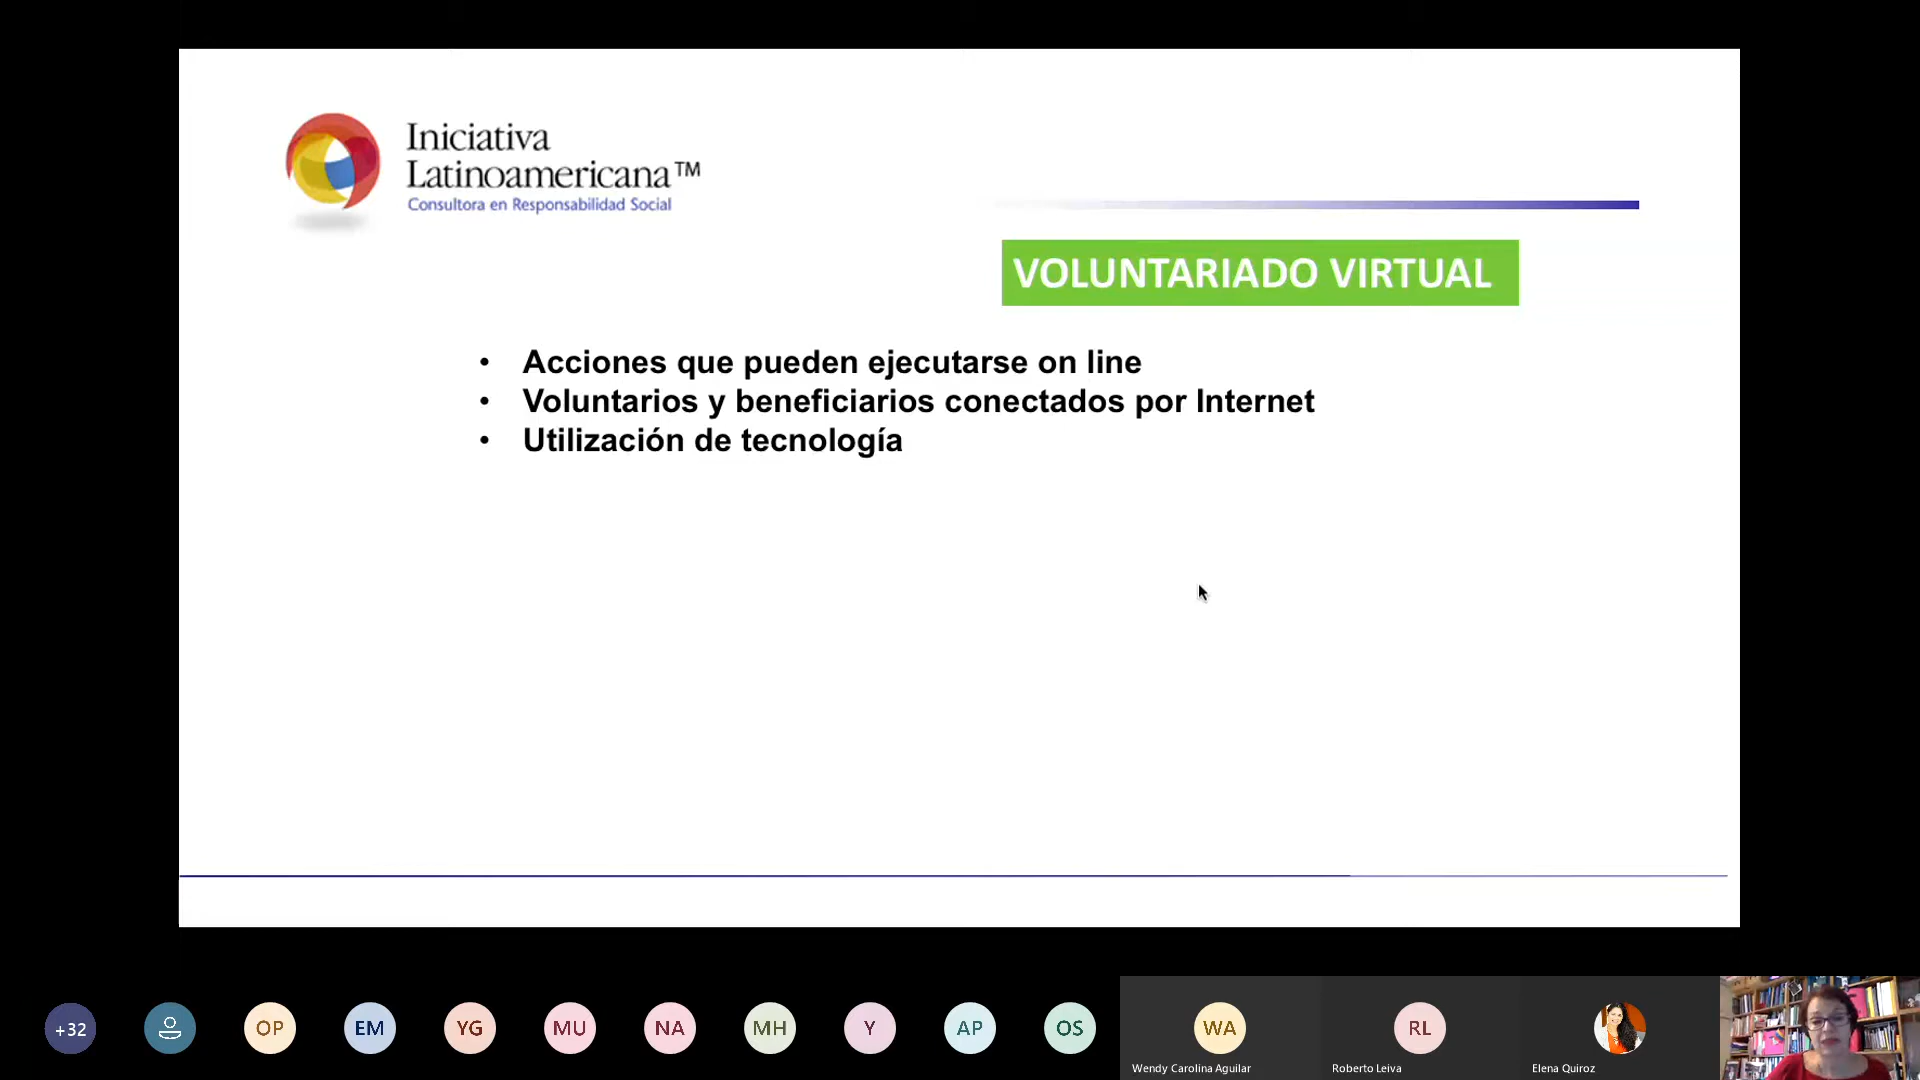 Iniciativa
Latinoamericana™
Consultora en Responsabilidad Social
VOLUNTARIADO VIRTUAL
• Acciones que pueden ejecutarse on line
• Voluntarios y beneficiarios conectados por Internet
• Utilización de tecnología
+32
OP
EM
YG
MU
NA
MH
Y
AP
OS
WA
RL
Wendy Carolina Aguilar
Roberto Leiva
Elena Quiroz